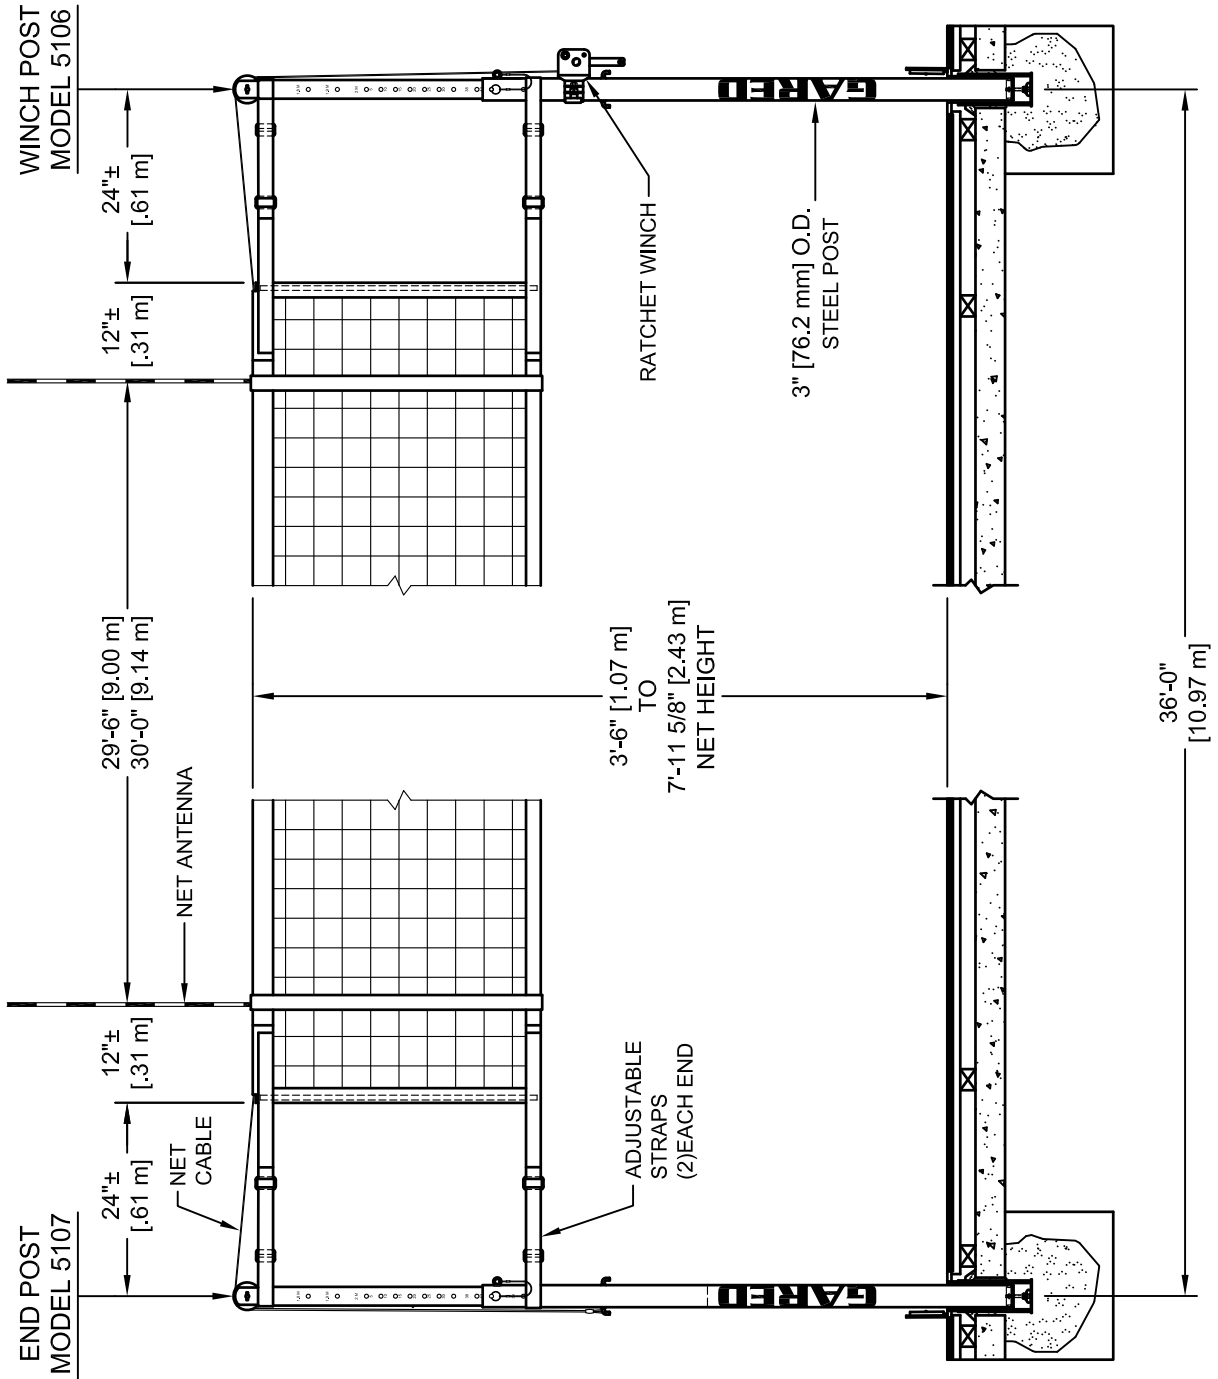 END POST
MODEL 5107
WINCH POST
MODEL 5106
24"±
[.61 m]
12"±
[.31 m]
29'-6" [9.00 m]
30'-0" [9.14 m]
12"±
[.31 m]
24"±
[.61 m]
NET
CABLE
NET ANTENNA
ADJUSTABLE
STRAPS
(2)EACH END
3'-6" [1.07 m]
TO
7'-11 5/8" [2.43 m]
NET HEIGHT
RATCHET WINCH
3" [76.2 mm] O.D.
STEEL POST
GARED
GARED
36'-0"
[10.97 m]